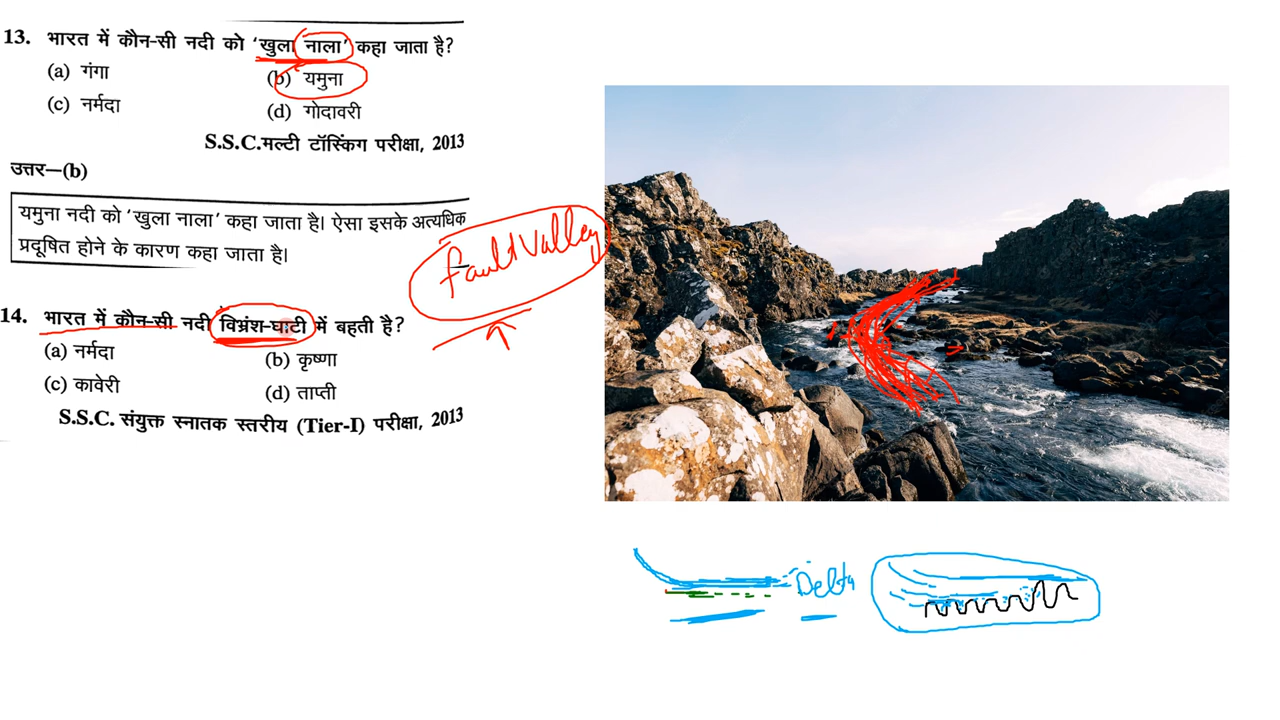 13. भारत में कौन-सी नदी को 'खुला नाला' कहा जाता है?
(a) गंगा (b) यमुना
(c) नर्मदा (d) गोदावरी
S.S.C.मल्टी टॉस्किंग परीक्षा, 2013
उत्तर—(b)
यमुना नदी को 'खुला नाला' कहा जाता है। ऐसा इसके अत्यधिक
प्रदूषित होने के कारण कहा जाता है।
fault valley
14. भारत में कौन-सी नदी विभ्रंश-घाटी में बहती है?
(a) नर्मदा (b) कृष्णा
(c) कावेरी (d) ताप्ती
S.S.C. संयुक्त स्नातक स्तरीय (Tier-I) परीक्षा, 2013
Delta